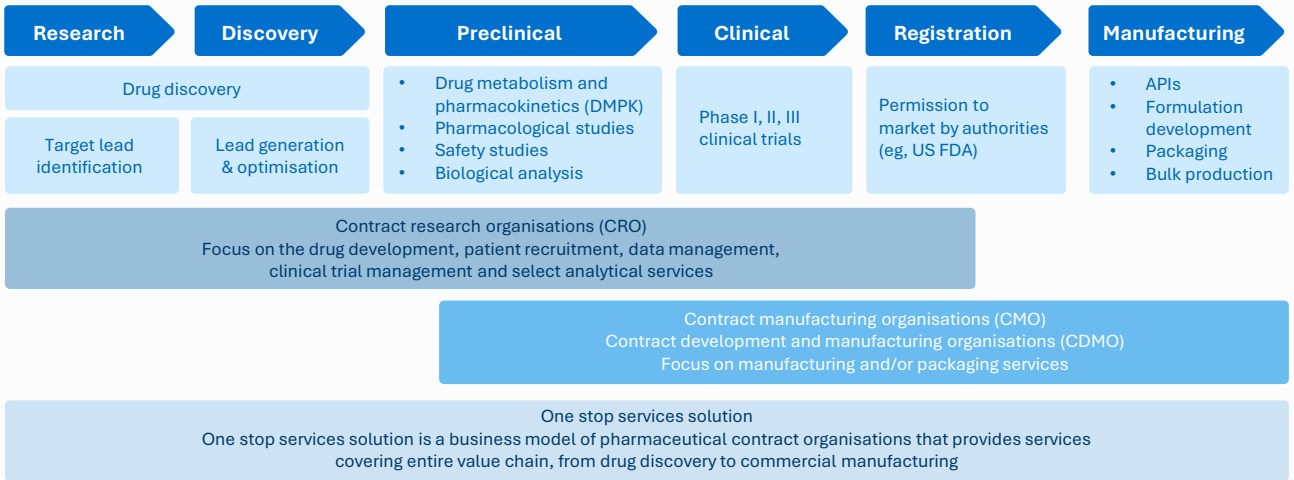 Research
Discovery
Preclinical
Clinical
Registration
Manufacturing
Drug discovery
Target lead
identification
Lead generation
& optimisation
• Drug metabolism and
pharmacokinetics (DMPK)
• Pharmacological studies
• Safety studies
• Biological analysis
Phase I, II, III
clinical trials
Permission to
market by authorities
(eg, US FDA)
• APIs
• Formulation
development
• Packaging
• Bulk production
Contract research organisations (CRO)
Focus on the drug development, patient recruitment, data management,
clinical trial management and select analytical services
Contract manufacturing organisations (CMO)
Contract development and manufacturing organisations (CDMO)
Focus on manufacturing and/or packaging services
One stop services solution
One stop services solution is a business model of pharmaceutical contract organisations that provides services
covering entire value chain, from drug discovery to commercial manufacturing